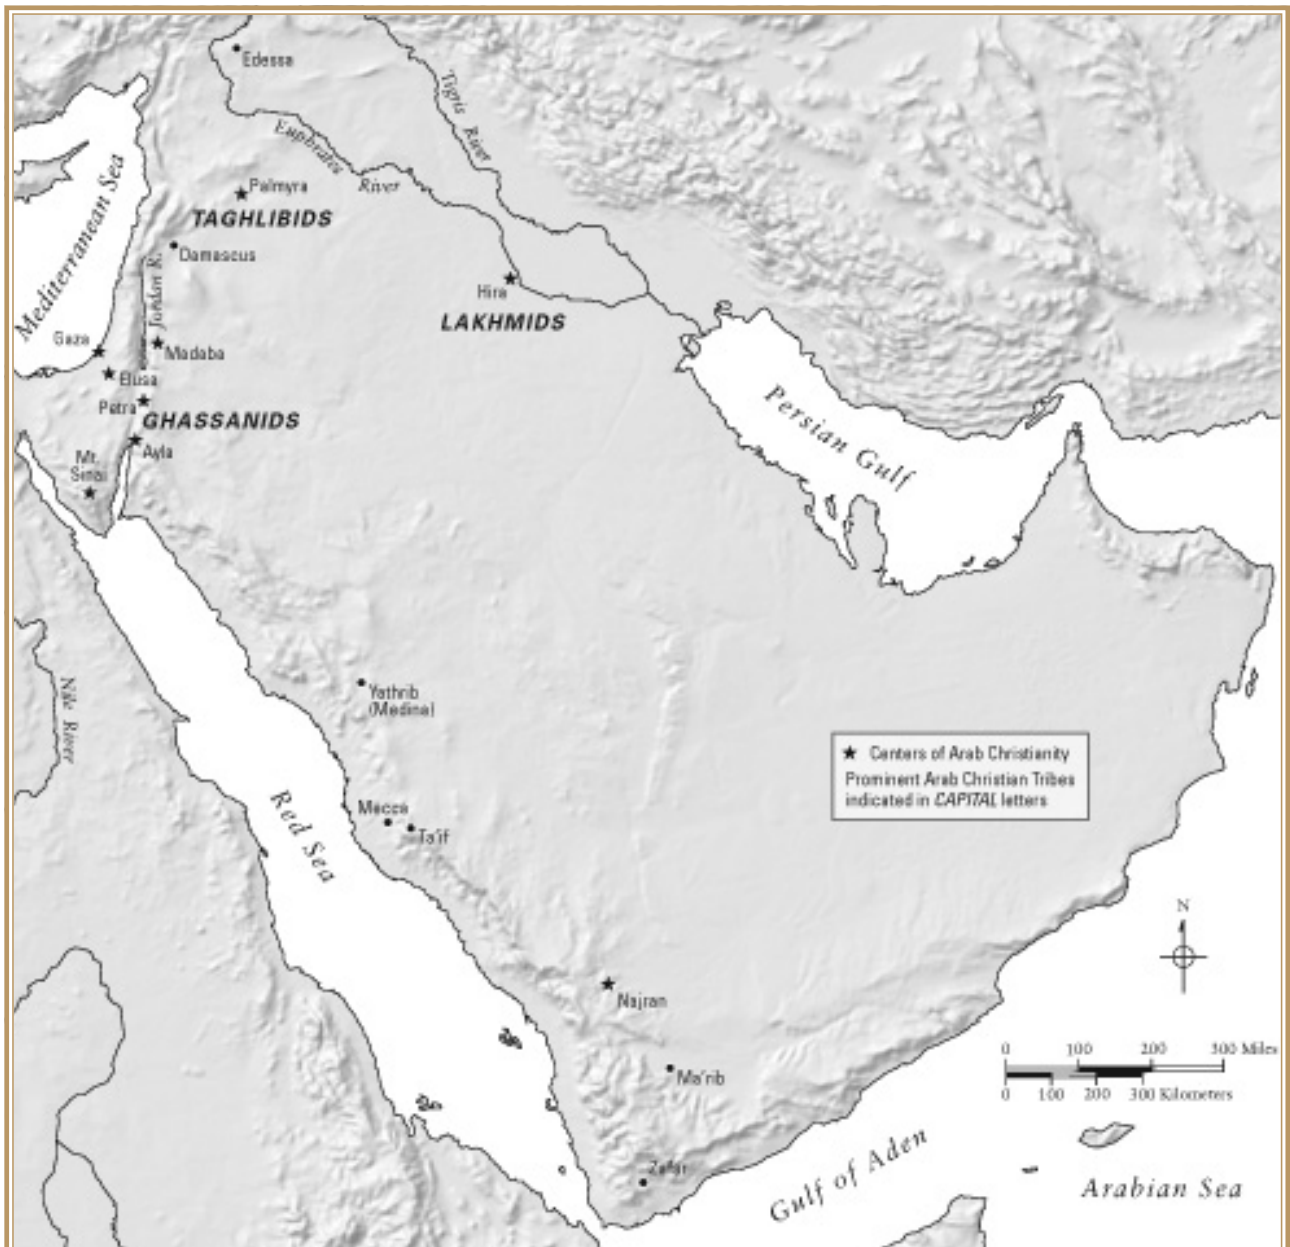 Edessa
Tigris River
Euphrates
River
Palmyra
TAGHLIBIDS
Mediterranean Sea
Damascus
Jordan R.
Hira
LAKHMIDS
Gaza
Madaba
Elusa
Petra
GHASSANIDS
Ayla
Mt.
Sinai
Persian Gulf
Yathrib
(Medina)
Nile River
Centers of Arab Christianity
Prominent Arab Christian Tribes
indicated in CAPITAL letters
Mecca
Ta'if
Red Sea
N
Najran
0 100 200 300 Miles
0 100 200 300 Kilometers
Ma'rib
Zafar
Gulf of Aden
Arabian Sea